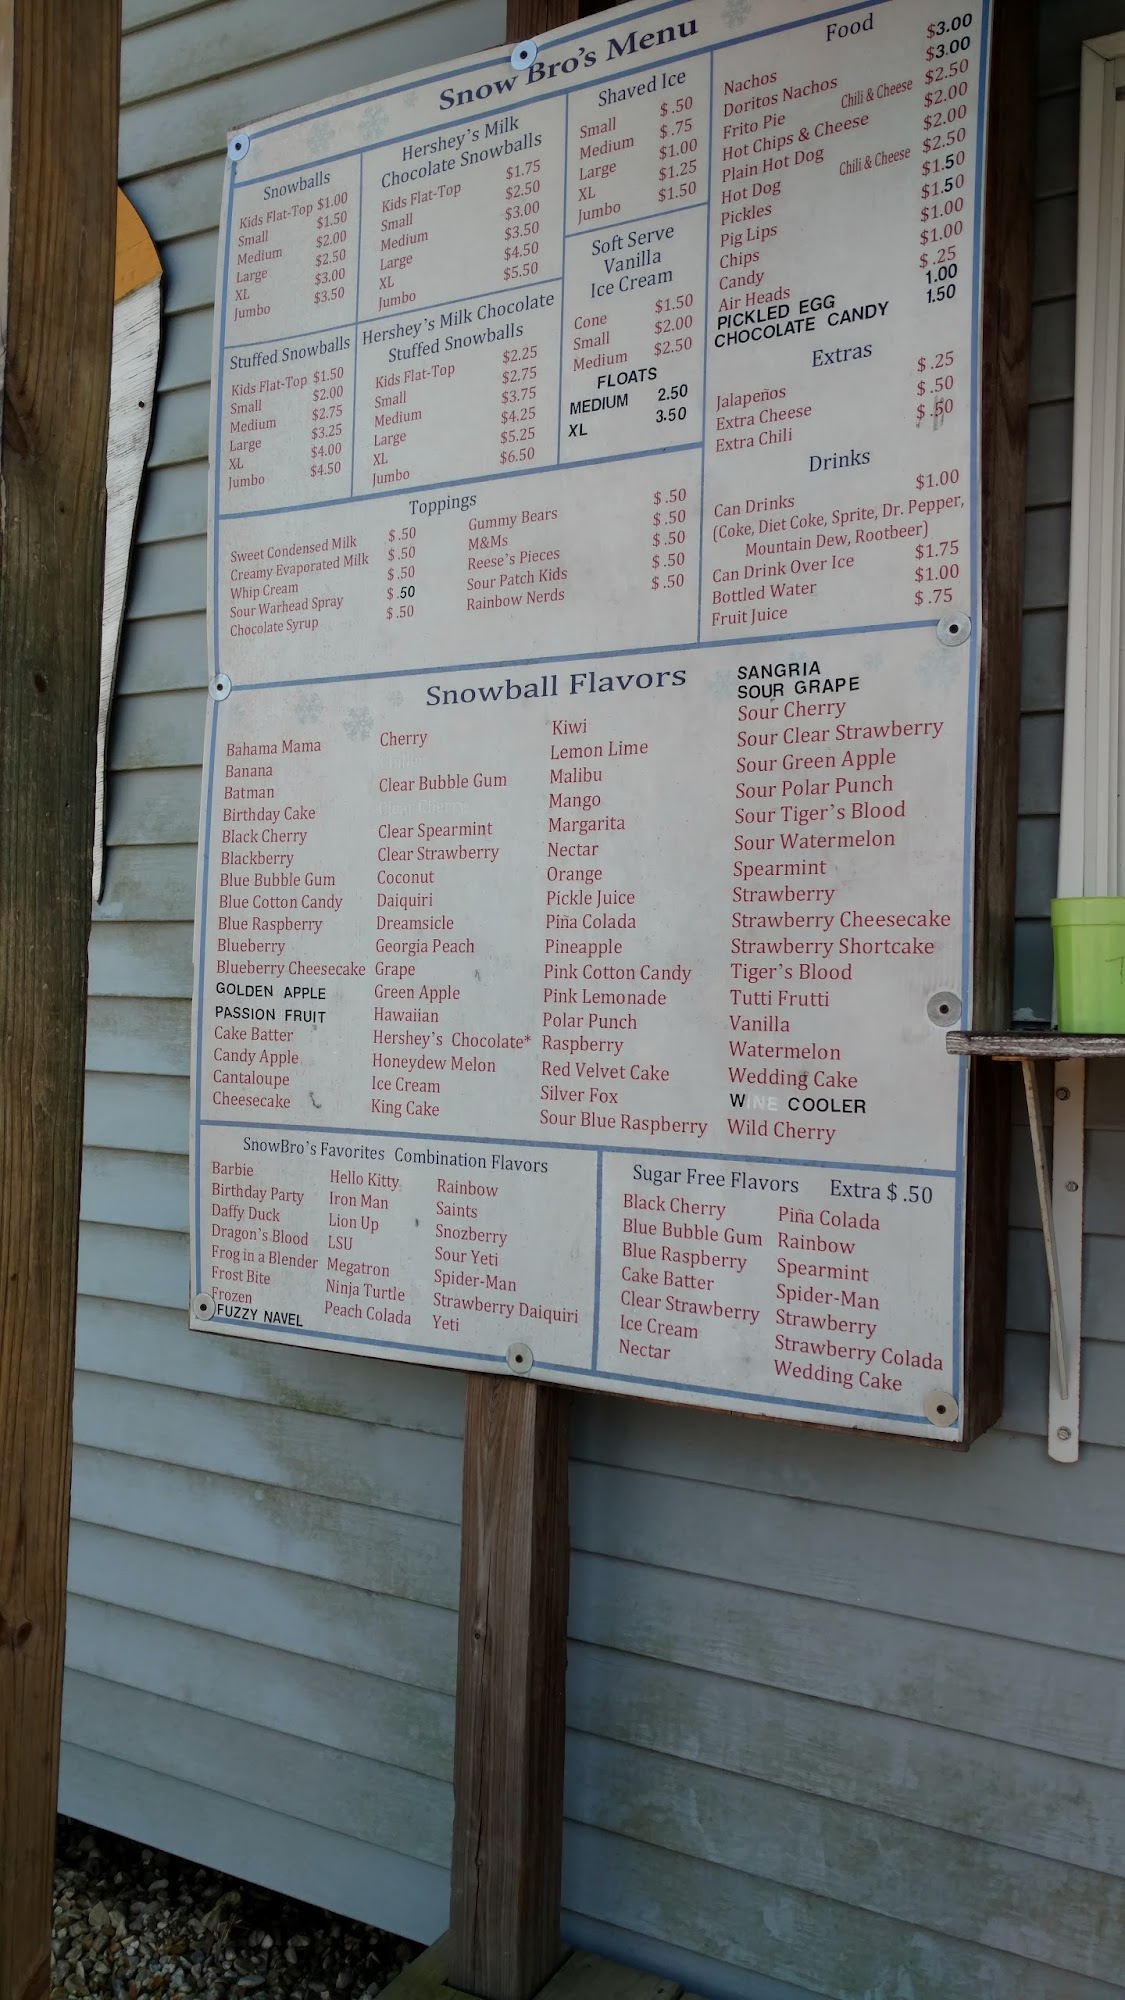 Snow Bro's Menu
Snowballs
Kids Flat-Top $1.00
Small $1.50
Medium $2.00
Large $2.50
XL $3.00
Jumbo $3.50
Hershey's Milk
Chocolate Snowballs
Kids Flat-Top $1.75
Small $2.50
Medium $3.00
Large $3.50
XL $4.50
Jumbo $5.50
Stuffed Snowballs
Kids Flat-Top $1.50
Small $2.00
Medium $2.75
Large $3.25
XL $4.00
Jumbo $4.50
Hershey's Milk Chocolate
Stuffed Snowballs
Kids Flat-Top $2.25
Small $2.75
Medium $3.75
Large $4.25
XL $5.25
Jumbo $6.50
Shaved Ice
Small $.50
Medium $.75
Large $1.00
XL $1.25
Jumbo $1.50
Soft Serve
Vanilla
Ice Cream
Cone $1.50
Small $2.00
Medium $2.50
FLOATS
MEDIUM 2.50
XL 3.50
Food
Nachos $3.00
Doritos Nachos $3.00
Frito Pie Chili & Cheese $2.50
Hot Chips & Cheese $2.00
Plain Hot Dog $2.00
Hot Dog Chili & Cheese $2.50
Pickles $1.50
Pig Lips $1.50
Chips $1.00
Candy $1.00
Air Heads $.25
PICKLED EGG 1.00
CHOCOLATE CANDY 1.50
Extras
Jalapeños $.25
Extra Cheese $.50
Extra Chili $.50
Drinks
Can Drinks $1.00
(Coke, Diet Coke, Sprite, Dr. Pepper,
Mountain Dew, Rootbeer)
Can Drink Over Ice $1.75
Bottled Water $1.00
Fruit Juice $.75
Toppings
Sweet Condensed Milk $.50
Creamy Evaporated Milk $.50
Whip Cream $.50
Sour Warhead Spray $.50
Chocolate Syrup $.50
Gummy Bears $.50
M&Ms $.50
Reese's Pieces $.50
Sour Patch Kids $.50
Rainbow Nerds $.50
Snowball Flavors
Bahama Mama
Banana
Batman
Birthday Cake
Black Cherry
Blackberry
Blue Bubble Gum
Blue Cotton Candy
Blue Raspberry
Blueberry
Blueberry Cheesecake
GOLDEN APPLE
PASSION FRUIT
Cake Batter
Candy Apple
Cantaloupe
Cheesecake
Cherry
Clear Bubble Gum
Clear Cherry
Clear Spearmint
Clear Strawberry
Coconut
Daiquiri
Dreamsicle
Georgia Peach
Grape
Green Apple
Hawaiian
Hershey's Chocolate*
Honeydew Melon
Ice Cream
King Cake
Kiwi
Lemon Lime
Malibu
Mango
Margarita
Nectar
Orange
Pickle Juice
Piña Colada
Pineapple
Pink Cotton Candy
Pink Lemonade
Polar Punch
Raspberry
Red Velvet Cake
Silver Fox
Sour Blue Raspberry
SANGRIA
SOUR GRAPE
Sour Cherry
Sour Clear Strawberry
Sour Green Apple
Sour Polar Punch
Sour Tiger's Blood
Sour Watermelon
Spearmint
Strawberry
Strawberry Cheesecake
Strawberry Shortcake
Tiger's Blood
Tutti Frutti
Vanilla
Watermelon
Wedding Cake
WINE COOLER
Wild Cherry
SnowBro's Favorites Combination Flavors
Barbie
Birthday Party
Daffy Duck
Dragon's Blood
Frog in a Blender
Frost Bite
Frozen
FUZZY NAVEL
Hello Kitty
Iron Man
Lion Up
LSU
Megatron
Ninja Turtle
Peach Colada
Rainbow
Saints
Snozberry
Sour Yeti
Spider-Man
Strawberry Daiquiri
Yeti
Sugar Free Flavors Extra $.50
Black Cherry
Blue Bubble Gum
Blue Raspberry
Cake Batter
Clear Strawberry
Ice Cream
Nectar
Piña Colada
Rainbow
Spearmint
Spider-Man
Strawberry
Strawberry Colada
Wedding Cake